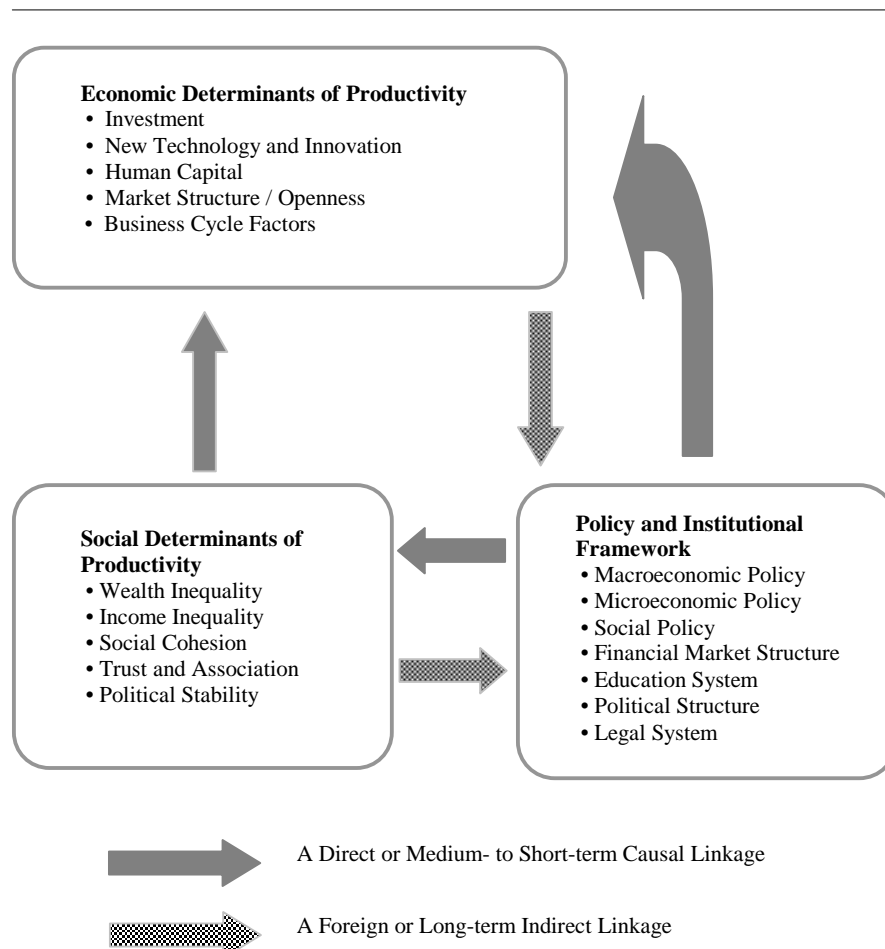 Economic Determinants of Productivity
• Investment
• New Technology and Innovation
• Human Capital
• Market Structure / Openness
• Business Cycle Factors
Social Determinants of
Productivity
• Wealth Inequality
• Income Inequality
• Social Cohesion
• Trust and Association
• Political Stability
Policy and Institutional
Framework
• Macroeconomic Policy
• Microeconomic Policy
• Social Policy
• Financial Market Structure
• Education System
• Political Structure
• Legal System
A Direct or Medium- to Short-term Causal Linkage
A Foreign or Long-term Indirect Linkage